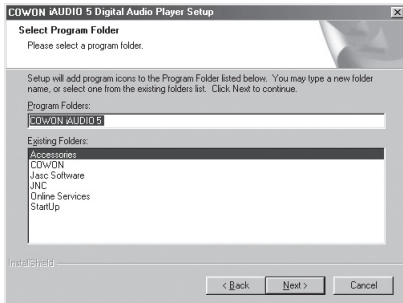 COWON iAUDIO 5 Digital Audio Player Setup
Select Program Folder
Please select a program folder.
Setup will add program icons to the Program Folder listed below. You may type a new folder
name, or select one from the existing folders list. Click Next to continue.
Program Folders:
COWON iAUDIO 5
Existing Folders:
Accessories
COWON
Jasc Software
JNC
Online Services
StartUp
InstallShield
< Back
Next >
Cancel